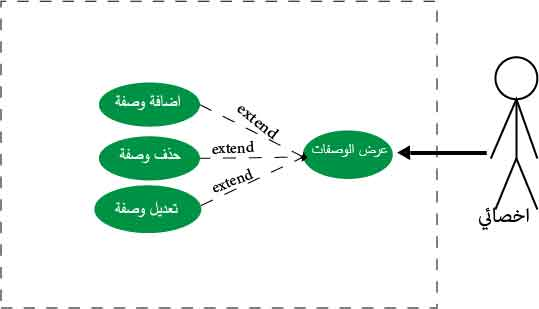 اضافة وصفة
extend
حذف وصفة
extend
عرض الوصفات
تعديل وصفة
extend
اخصائي